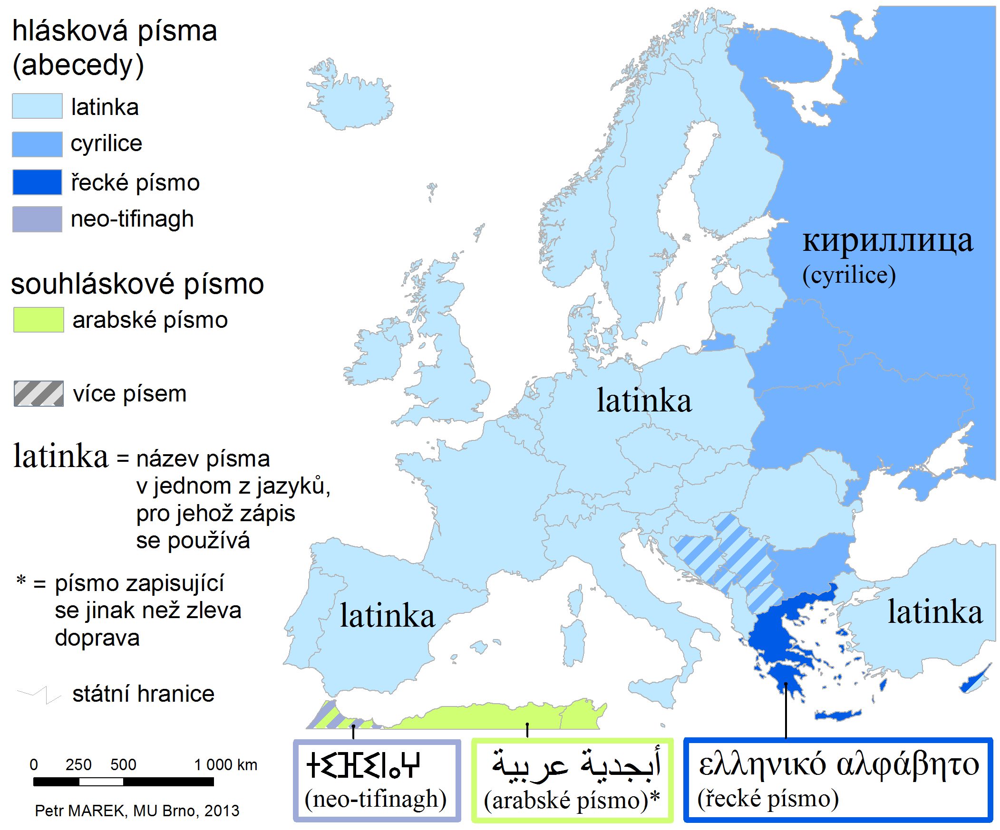 hlásková písma
(abecedy)
latinka
cyrilice
řecké písmo
neo-tifinagh
souhláskové písmo
arabské písmo
více písem
latinka = název písma
v jednom z jazyků,
pro jehož zápis
se používá
* = písmo zapisující
se jinak než zleva
doprava
státní hranice
0 250 500 1 000 km
Petr MAREK, MU Brno, 2013
кириллица
(cyrilice)
latinka
latinka
latinka
ⵜⵉⴼⵉⵏⴰⵖ
(neo-tifinagh)
أبجدية عربية
(arabské písmo)*
ελληνικό αλφάβητο
(řecké písmo)